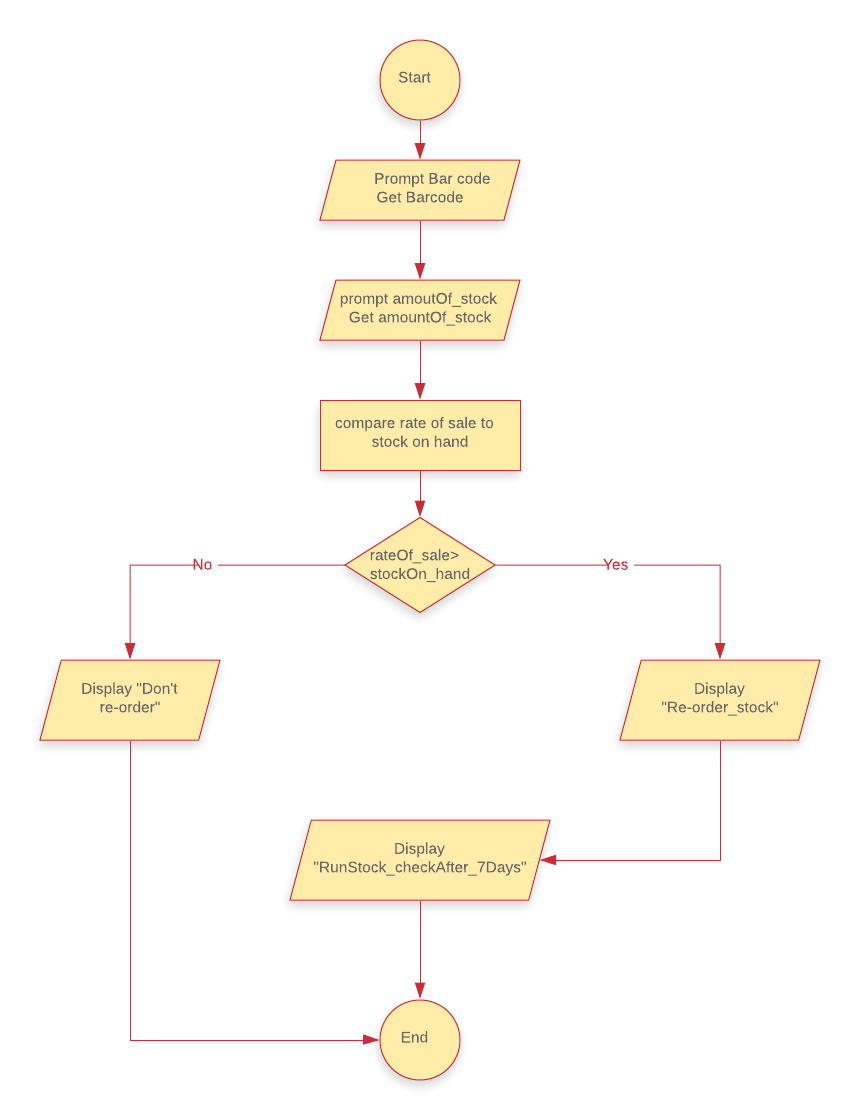 Start
Prompt Bar code
Get Barcode
prompt amoutOf_stock
Get amountOf_stock
compare rate of sale to
stock on hand
rateOf_sale>
stockOn_hand
No
Yes
Display "Don't
re-order"
Display
"Re-order_stock"
Display
"RunStock_checkAfter_7Days"
End